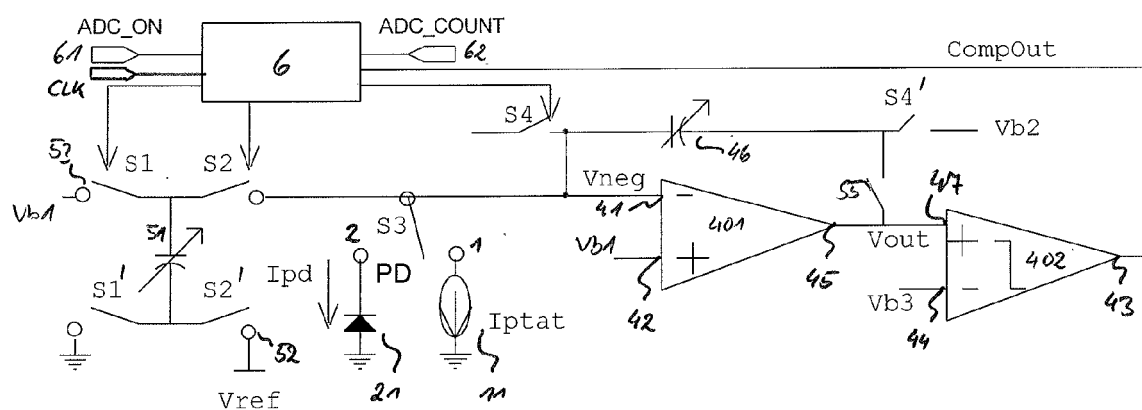 ADC_ON
ADC_COUNT
61
6
62
CompOut
CLK
S4
S4'
Vb2
46
53
S1
S2
Vneg
55
47
Vb1
51
S3
41
401
Vout
402
2
1
Vb1
S1'
S2'
Ipd
PD
Iptat
42
45
Vb3
44
43
52
21
11
Vref